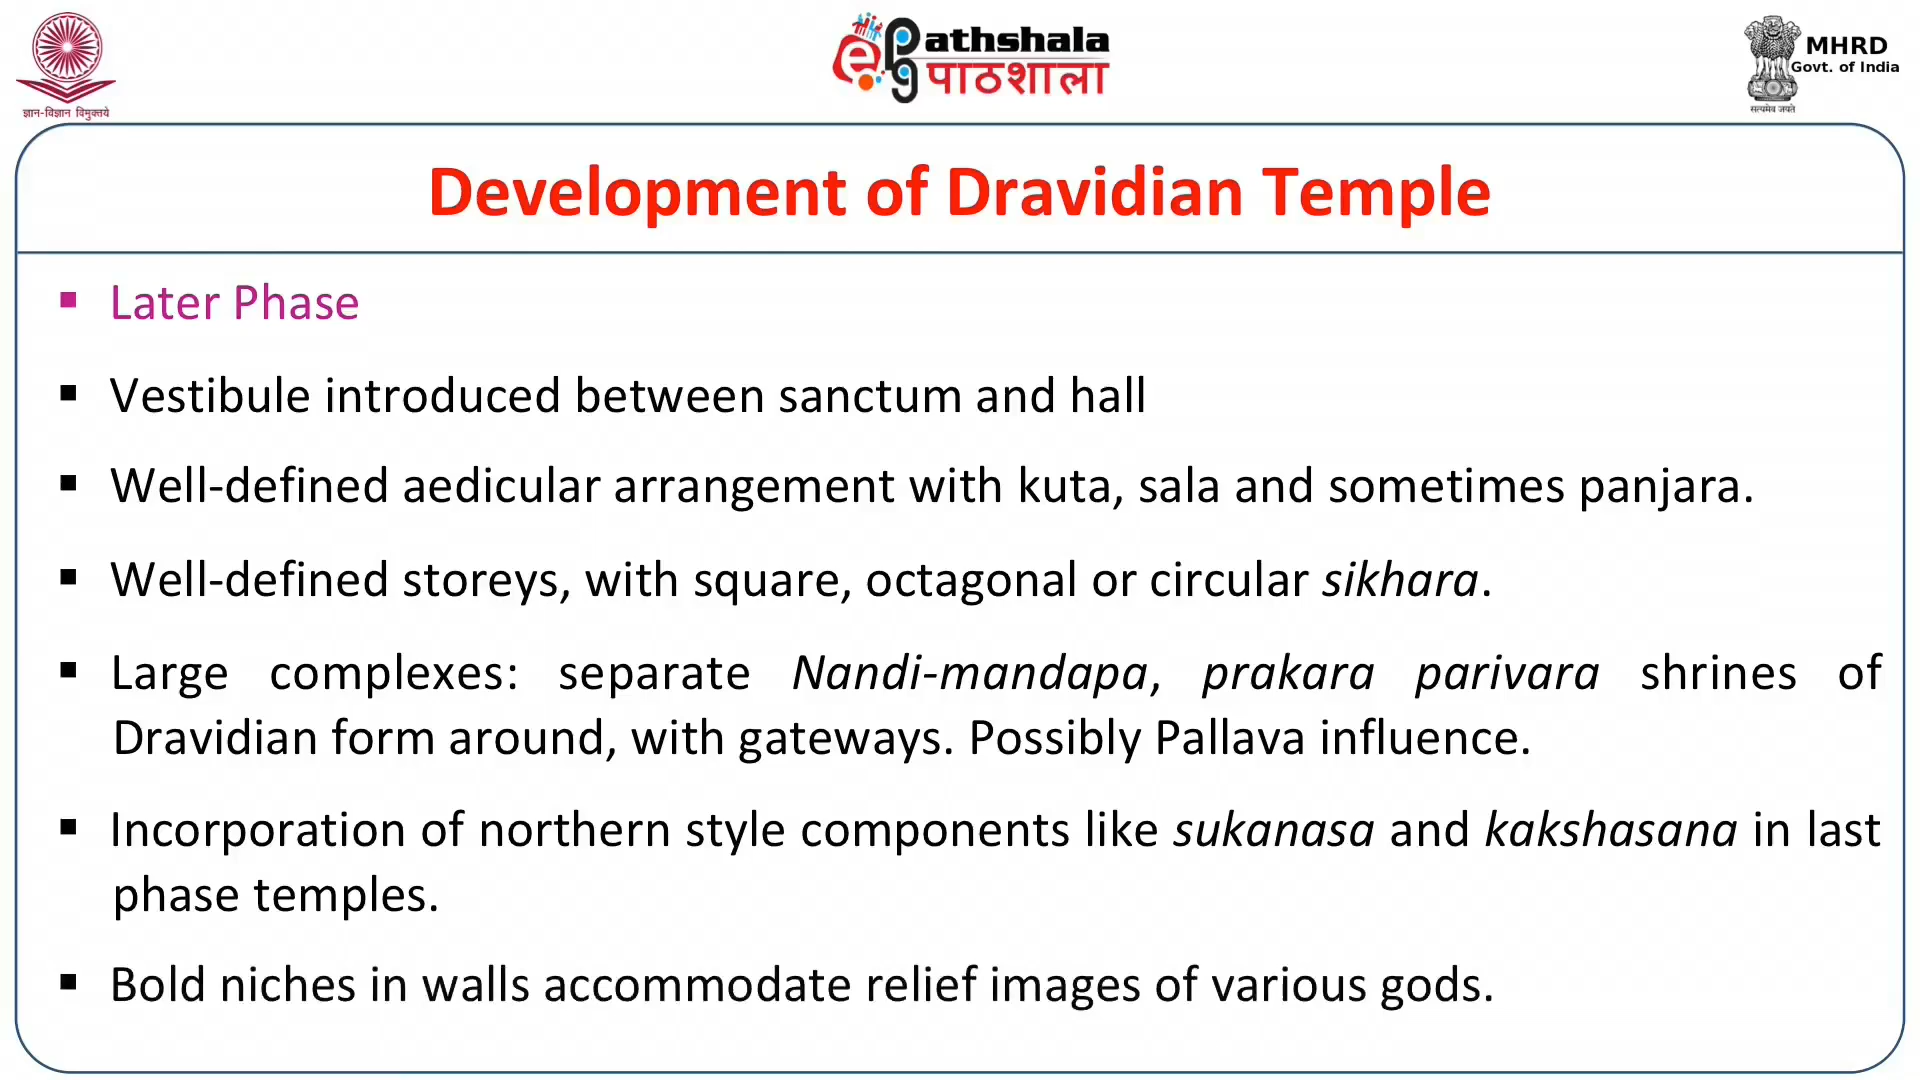 ज्ञान-विज्ञान विमुक्तये
ePG Pathshala
पाठशाला
MHRD
Govt. of India
सत्यमेव जयते
Development of Dravidian Temple
▪ Later Phase
▪ Vestibule introduced between sanctum and hall
▪ Well-defined aedicular arrangement with kuta, sala and sometimes panjara.
▪ Well-defined storeys, with square, octagonal or circular sikhara.
▪ Large complexes: separate Nandi-mandapa, prakara parivara shrines of
Dravidian form around, with gateways. Possibly Pallava influence.
▪ Incorporation of northern style components like sukanasa and kakshasana in last
phase temples.
▪ Bold niches in walls accommodate relief images of various gods.